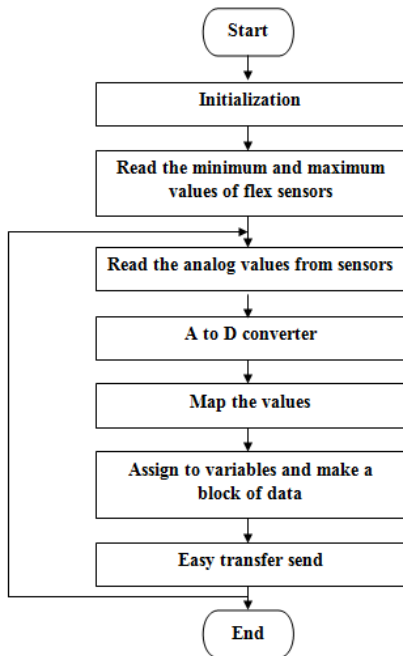 Start
Initialization
Read the minimum and maximum
values of flex sensors
Read the analog values from sensors
A to D converter
Map the values
Assign to variables and make a
block of data
Easy transfer send
End